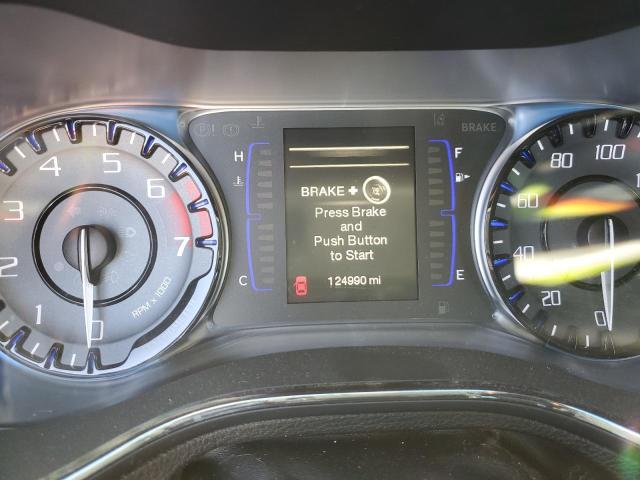 BRAKE
H
F
C
E
BRAKE +
Press Brake
and
Push Button
to Start
124990 mi
0
1
2
3
4
5
6
7
RPM x 1000
0
20
40
60
80
100